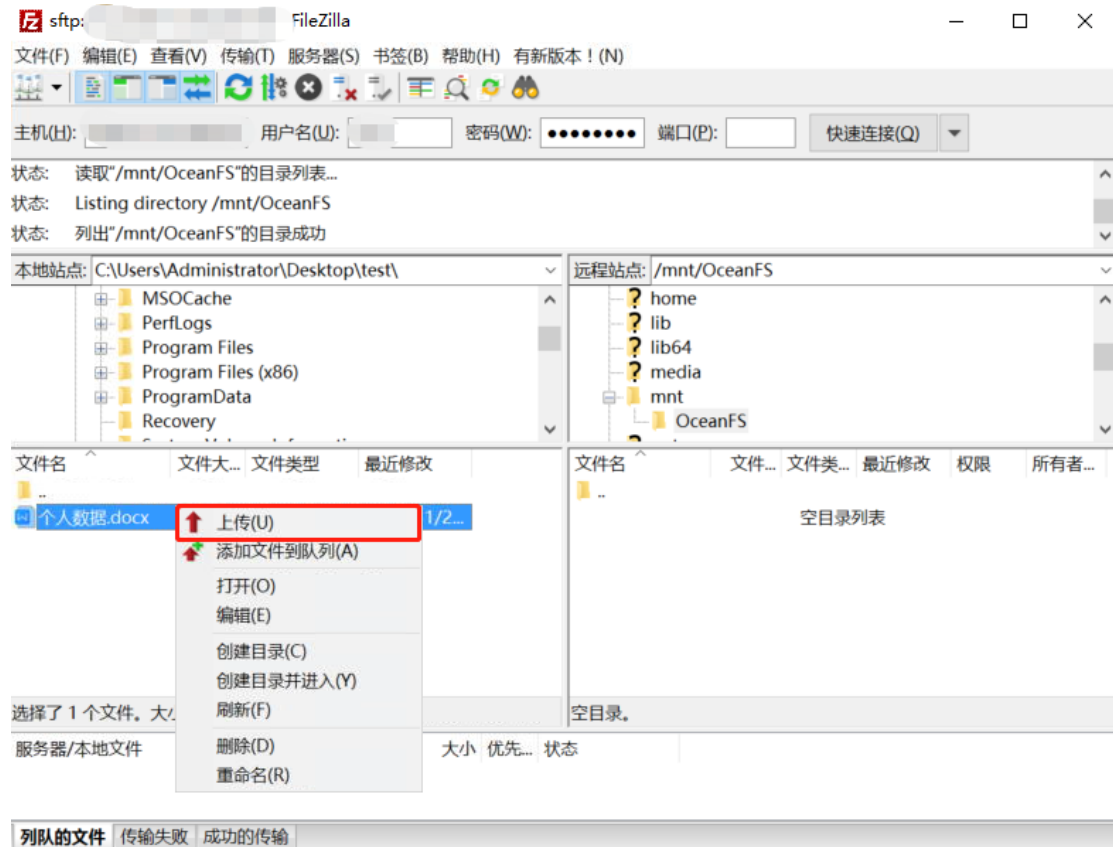 sftp: FileZilla
文件(F) 编辑(E) 查看(V) 传输(T) 服务器(S) 书签(B) 帮助(H) 有新版本！(N)
主机(H): 用户名(U): 密码(W): ●●●●●●●● 端口(P): 快速连接(Q)
状态: 读取"/mnt/OceanFS"的目录列表...
状态: Listing directory /mnt/OceanFS
状态: 列出"/mnt/OceanFS"的目录成功
本地站点: C:\Users\Administrator\Desktop\test\
MSOCache
PerfLogs
Program Files
Program Files (x86)
ProgramData
Recovery
远程站点: /mnt/OceanFS
? home
? lib
? lib64
? media
mnt
OceanFS
文件名 文件大... 文件类型 最近修改
..
个人数据.docx 1/2...
上传(U)
添加文件到队列(A)
打开(O)
编辑(E)
创建目录(C)
创建目录并进入(Y)
刷新(F)
删除(D)
重命名(R)
选择了 1 个文件。大
文件名 文件... 文件类... 最近修改 权限 所有者...
..
空目录列表
空目录。
服务器/本地文件 大小 优先... 状态
列队的文件 传输失败 成功的传输